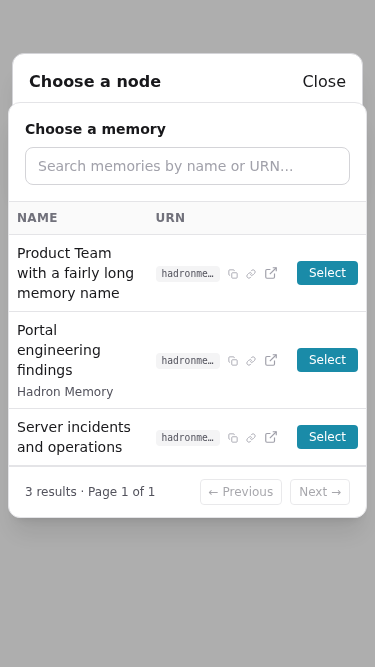 Choose a node
Close
Choose a memory
Search memories by name or URN...
NAME
URN
Product Team
with a fairly long
memory name
hadronme…
Select
Portal
engineering
findings
Hadron Memory
hadronme…
Select
Server incidents
and operations
hadronme…
Select
3 results · Page 1 of 1
← Previous
Next →